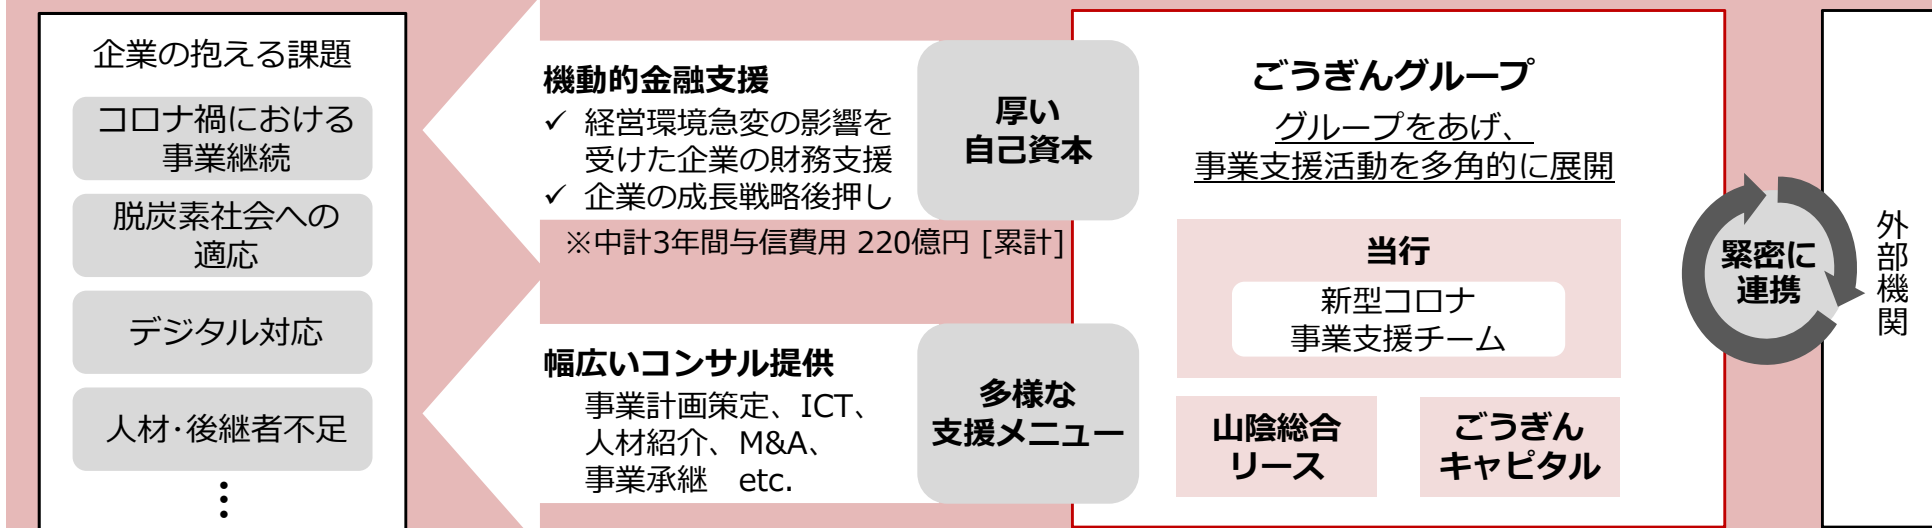 企業の抱える課題
コロナ禍における
事業継続
脱炭素社会への
適応
デジタル対応
人材･後継者不足
⋮
機動的金融支援
✓ 経営環境急変の影響を
受けた企業の財務支援
✓ 企業の成長戦略後押し
※中計3年間与信費用 220億円 [累計]
幅広いコンサル提供
事業計画策定、ICT、
人材紹介、M&A、
事業承継　etc.
厚い
自己資本
多様な
支援メニュー
ごうぎんグループ
グループをあげ、
事業支援活動を多角的に展開
当行
新型コロナ
事業支援チーム
山陰総合
リース
ごうぎん
キャピタル
緊密に
連携
外部機関